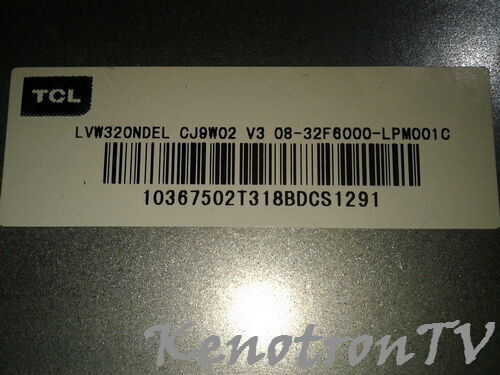 TCL
LVW320NDEL CJ9W02 V3 08-32F6000-LPM001C
10367502T318BDCS1291
KenotronTV